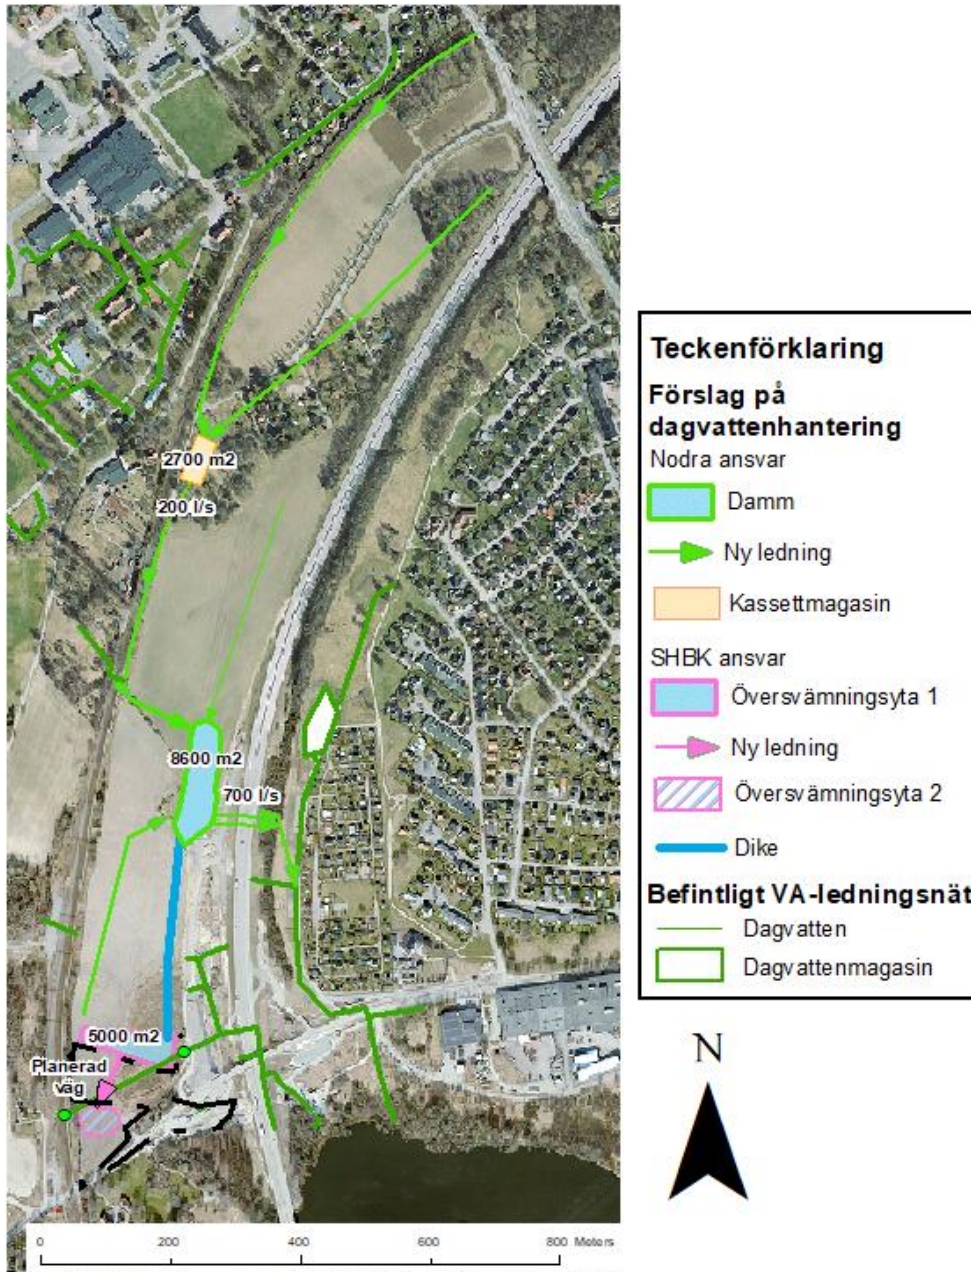 2700 m2
200 l/s
8600 m2
700 l/s
5000 m2
Planerad
väg
0 200 400 600 800 Meters
Teckenförklaring
Förslag på
dagvattenhantering
Nodra ansvar
Damm
Ny ledning
Kassettmagasin
SHBK ansvar
Översvämningsyta 1
Ny ledning
Översvämningsyta 2
Dike
Befintligt VA-ledningsnät
Dagvatten
Dagvattenmagasin
N